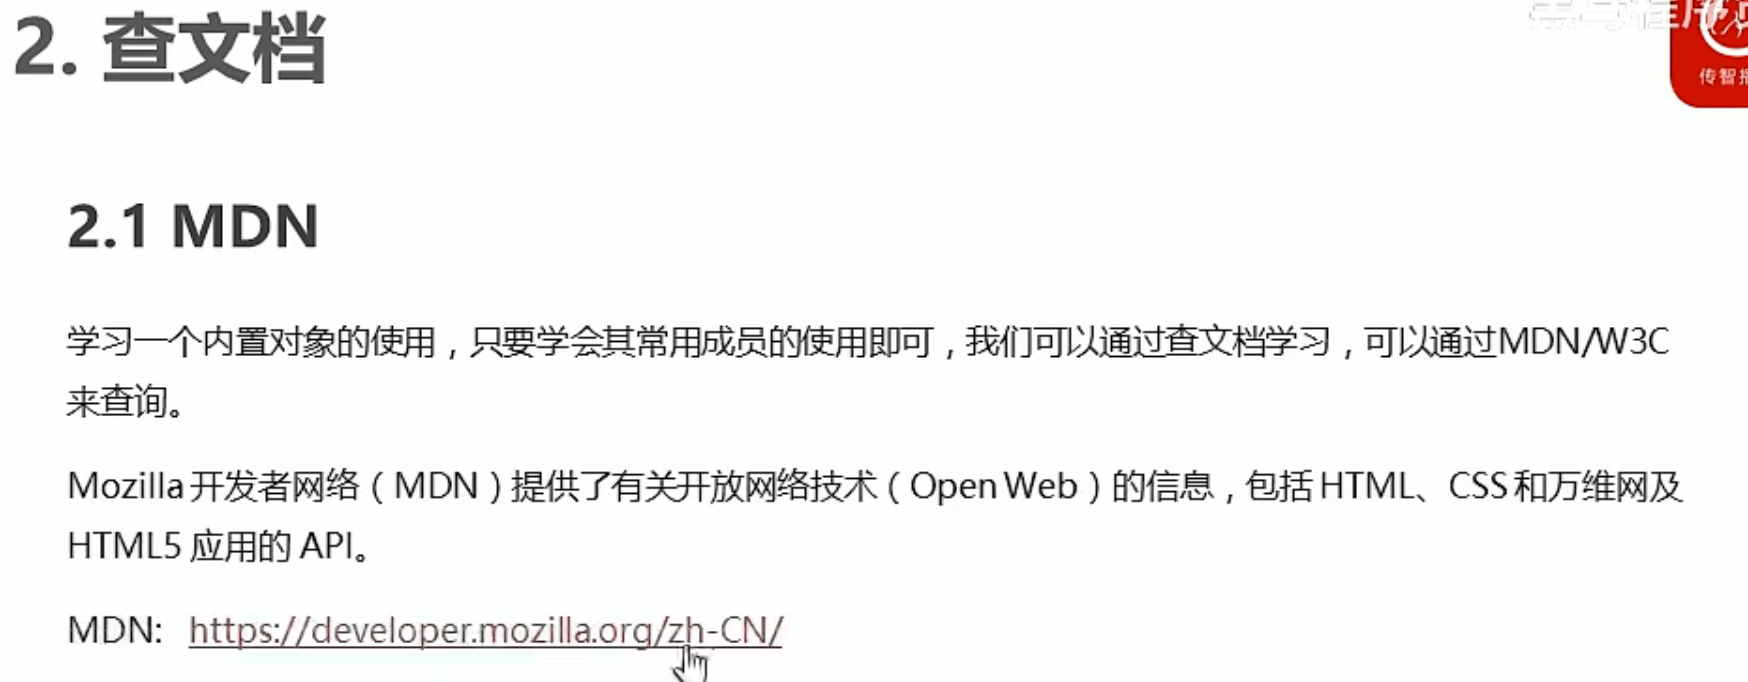 2. 查文档
传智播
2.1 MDN
学习一个内置对象的使用，只要学会其常用成员的使用即可，我们可以通过查文档学习，可以通过MDN/W3C
来查询。
Mozilla 开发者网络（MDN）提供了有关开放网络技术（Open Web）的信息，包括 HTML、CSS 和万维网及
HTML5 应用的 API。
MDN: https://developer.mozilla.org/zh-CN/